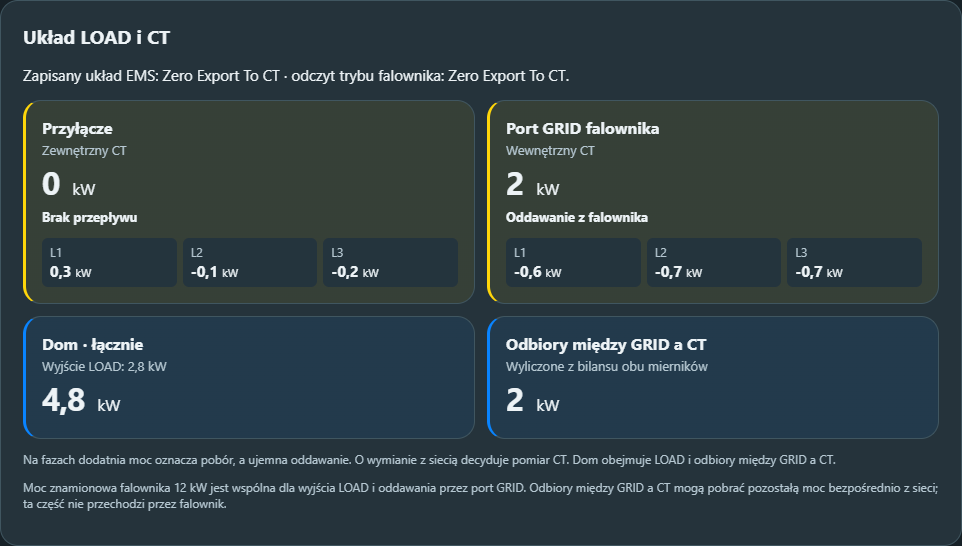 Układ LOAD i CT
Zapisany układ EMS: Zero Export To CT · odczyt trybu falownika: Zero Export To CT.
Przyłącze
Zewnętrzny CT
0 kW
Brak przepływu
L1
0,3 kW
L2
-0,1 kW
L3
-0,2 kW
Port GRID falownika
Wewnętrzny CT
2 kW
Oddawanie z falownika
L1
-0,6 kW
L2
-0,7 kW
L3
-0,7 kW
Dom · łącznie
Wyjście LOAD: 2,8 kW
4,8 kW
Odbiory między GRID a CT
Wyliczone z bilansu obu mierników
2 kW
Na fazach dodatnia moc oznacza pobór, a ujemna oddawanie. O wymianie z siecią decyduje pomiar CT. Dom obejmuje LOAD i odbiory między GRID a CT.
Moc znamionowa falownika 12 kW jest wspólna dla wyjścia LOAD i oddawania przez port GRID. Odbiory między GRID a CT mogą pobrać pozostałą moc bezpośrednio z sieci;
ta część nie przechodzi przez falownik.